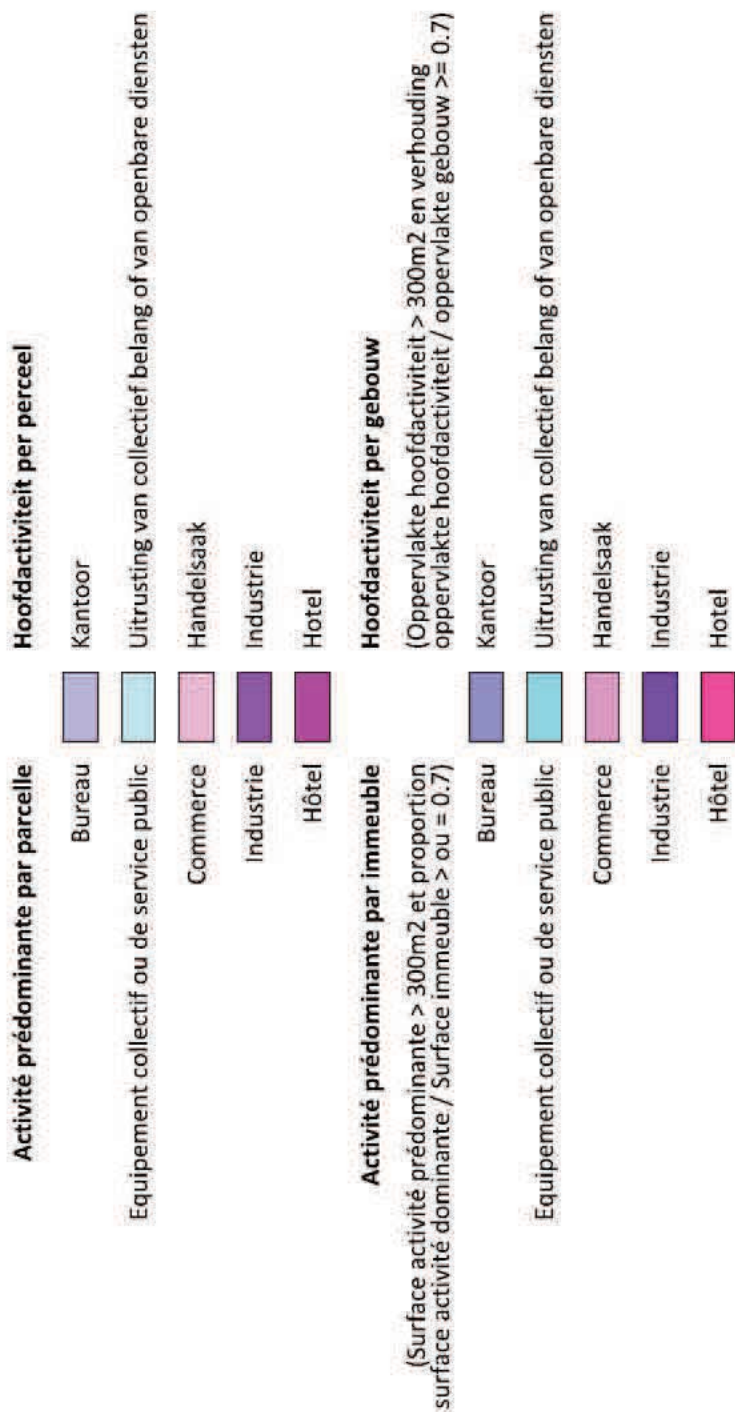 Activité prédominante par parcelle
Hoofdactiviteit per perceel
Bureau
Kantoor
Equipement collectif ou de service public
Uitrusting van collectief belang of van openbare diensten
Commerce
Handelsaak
Industrie
Industrie
Hôtel
Hotel
Activité prédominante par immeuble
Hoofdactiviteit per gebouw
(Surface activité prédominante > 300m2 et proportion
surface activité dominante / Surface immeuble > ou = 0.7)
(Oppervlakte hoofdactiviteit > 300m2 en verhouding
oppervlakte hoofdactiviteit / oppervlakte gebouw >= 0.7)
Bureau
Kantoor
Equipement collectif ou de service public
Uitrusting van collectief belang of van openbare diensten
Commerce
Handelsaak
Industrie
Industrie
Hôtel
Hotel